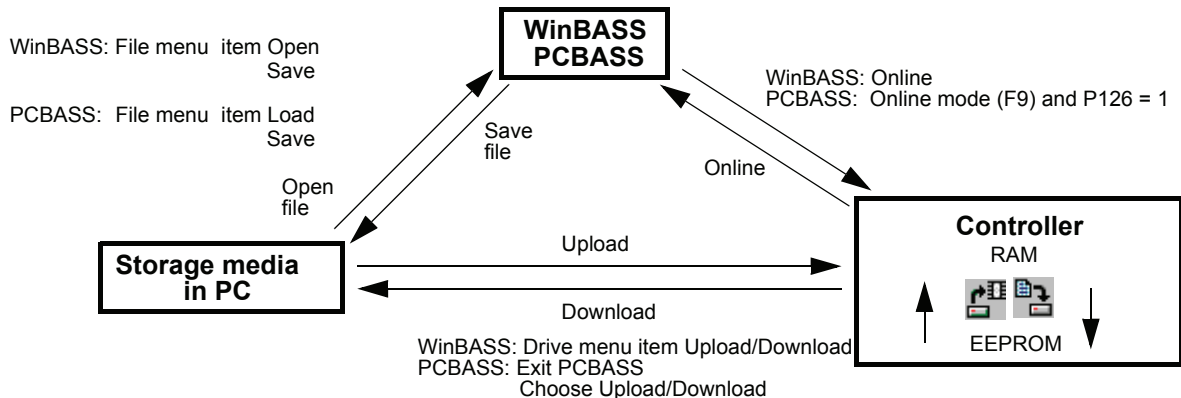 WinBASS
PCBASS
WinBASS: File menu item Open
Save
PCBASS: File menu item Load
Save
WinBASS: Online
PCBASS: Online mode (F9) and P126 = 1
Save
file
Online
Open
file
Storage media
in PC
Upload
Download
Controller
RAM
EEPROM
WinBASS: Drive menu item Upload/Download
PCBASS: Exit PCBASS
Choose Upload/Download